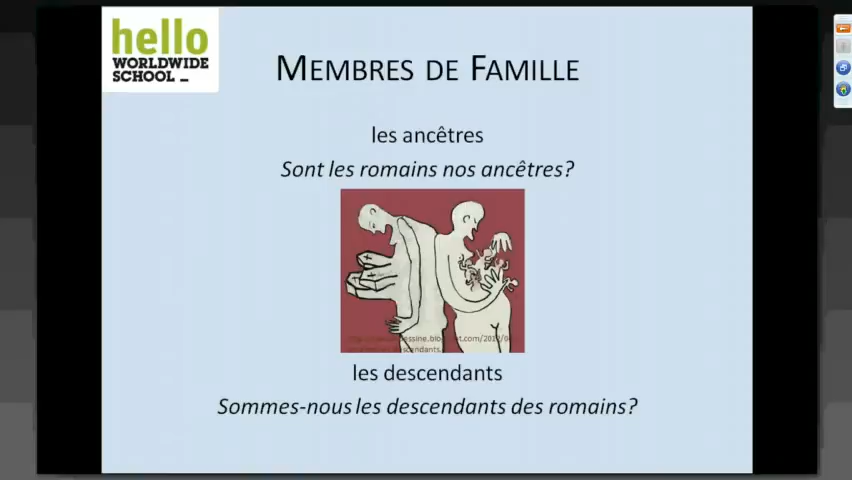 hello
WORLDWIDE
SCHOOL _
MEMBRES DE FAMILLE
les ancêtres
Sont les romains nos ancêtres?
les descendants
Sommes-nous les descendants des romains?